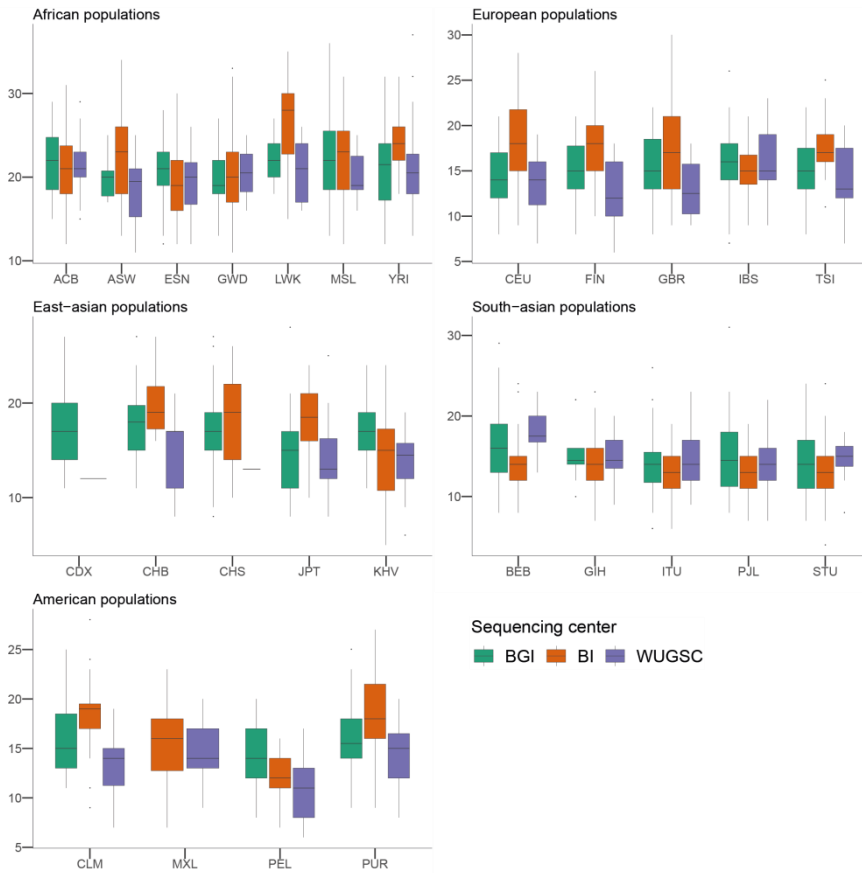 African populations
30
20
10
ACB ASW ESN GWD LWK MSL YRI
European populations
30
25
20
15
10
5
CEU FIN GBR IBS TSI
East−asian populations
20
10
CDX CHB CHS JPT KHV
South−asian populations
30
20
10
BEB GIH ITU PJL STU
American populations
25
20
15
10
5
CLM MXL PEL PUR
Sequencing center
BGI BI WUGSC